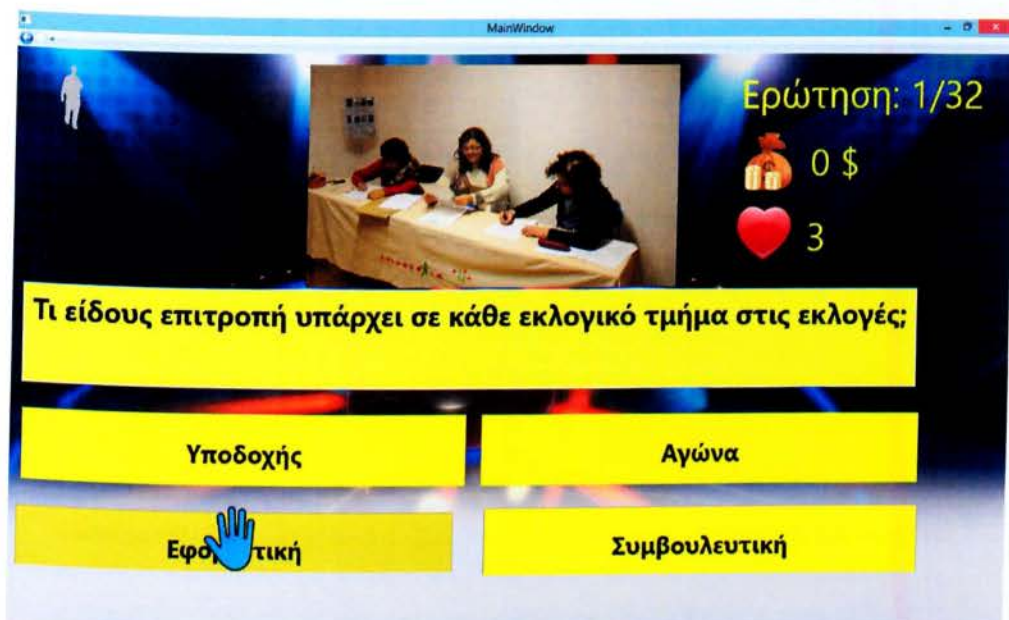 MainWindow
Ερώτηση: 1/32
0 $
3
Τι είδους επιτροπή υπάρχει σε κάθε εκλογικό τμήμα στις εκλογές;
Υποδοχής
Αγώνα
Συμβουλευτική